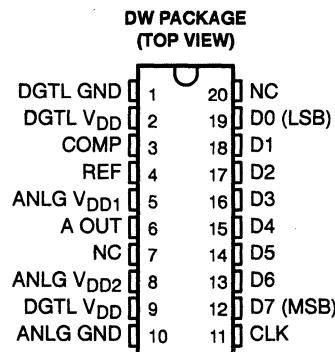 DW PACKAGE
(TOP VIEW)
DGTL GND 1 20 NC
DGTL VDD 2 19 D0 (LSB)
COMP 3 18 D1
REF 4 17 D2
ANLG VDD1 5 16 D3
A OUT 6 15 D4
NC 7 14 D5
ANLG VDD2 8 13 D6
DGTL VDD 9 12 D7 (MSB)
ANLG GND 10 11 CLK